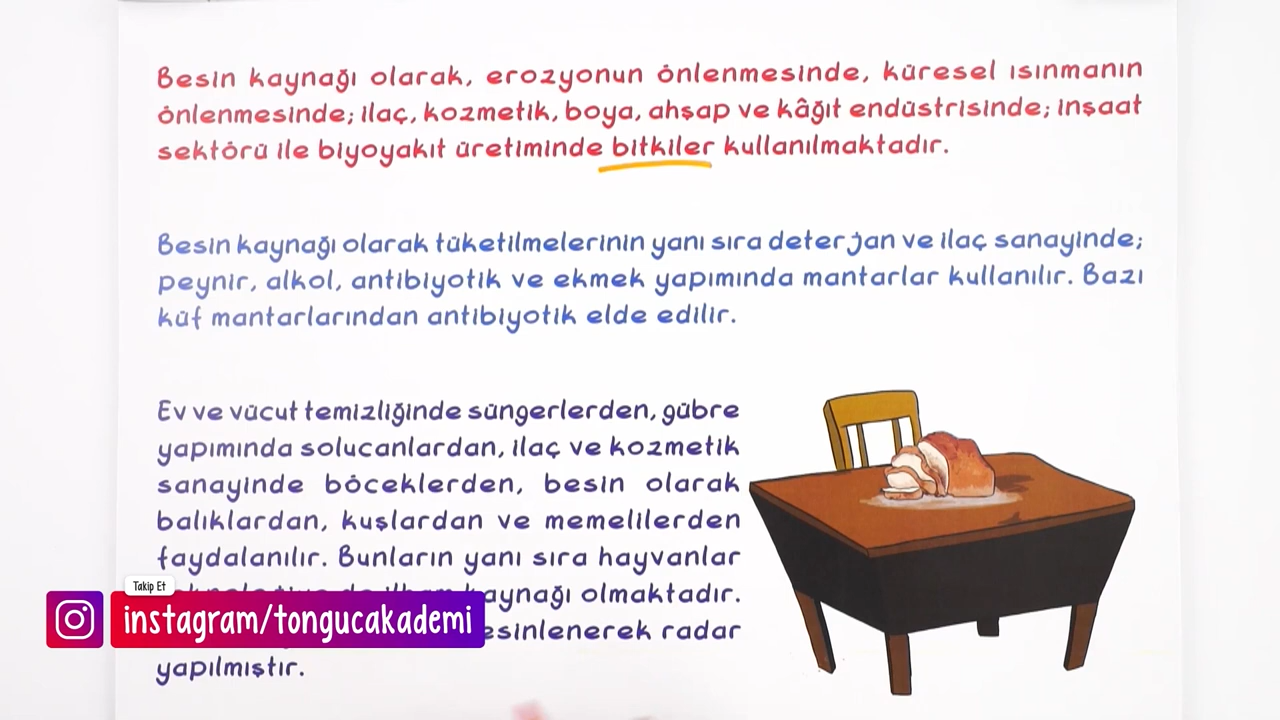 Besin kaynağı olarak, erozyonun önlenmesinde, küresel ısınmanın
önlenmesinde; ilaç, kozmetik, boya, ahşap ve kâğıt endüstrisinde; inşaat
sektörü ile biyoyakıt üretiminde bitkiler kullanılmaktadır.
Besin kaynağı olarak tüketilmelerinin yanı sıra deterjan ve ilaç sanayinde;
peynir, alkol, antibiyotik ve ekmek yapımında mantarlar kullanılır. Bazı
küf mantarlarından antibiyotik elde edilir.
Ev ve vücut temizliğinde süngerlerden, gübre
yapımında solucanlardan, ilaç ve kozmetik
sanayinde böceklerden, besin olarak
balıklardan, kuşlardan ve memelilerden
faydalanılır. Bunların yanı sıra hayvanlar
olmaktadır.
radar
yapılmıştır.
Takip Et
instagram/tongucakademi